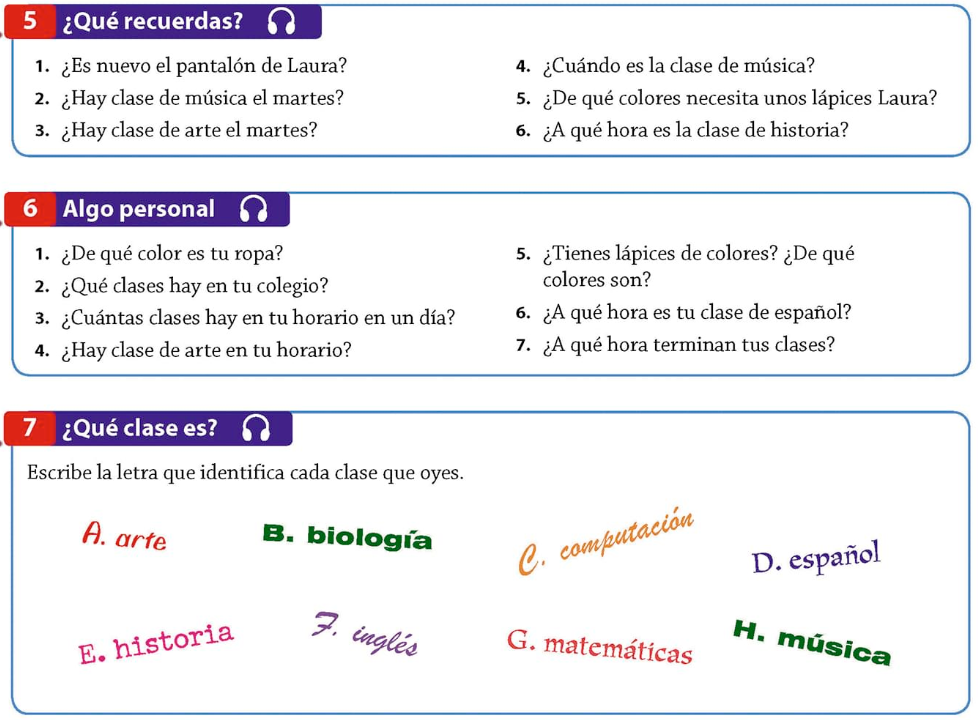 5 ¿Qué recuerdas?
1. ¿Es nuevo el pantalón de Laura?
2. ¿Hay clase de música el martes?
3. ¿Hay clase de arte el martes?
4. ¿Cuándo es la clase de música?
5. ¿De qué colores necesita unos lápices Laura?
6. ¿A qué hora es la clase de historia?
6 Algo personal
1. ¿De qué color es tu ropa?
2. ¿Qué clases hay en tu colegio?
3. ¿Cuántas clases hay en tu horario en un día?
4. ¿Hay clase de arte en tu horario?
5. ¿Tienes lápices de colores? ¿De qué
colores son?
6. ¿A qué hora es tu clase de español?
7. ¿A qué hora terminan tus clases?
7 ¿Qué clase es?
Escribe la letra que identifica cada clase que oyes.
A. arte
B. biología
C. computación
D. español
E. historia
F. inglés
G. matemáticas
H. música